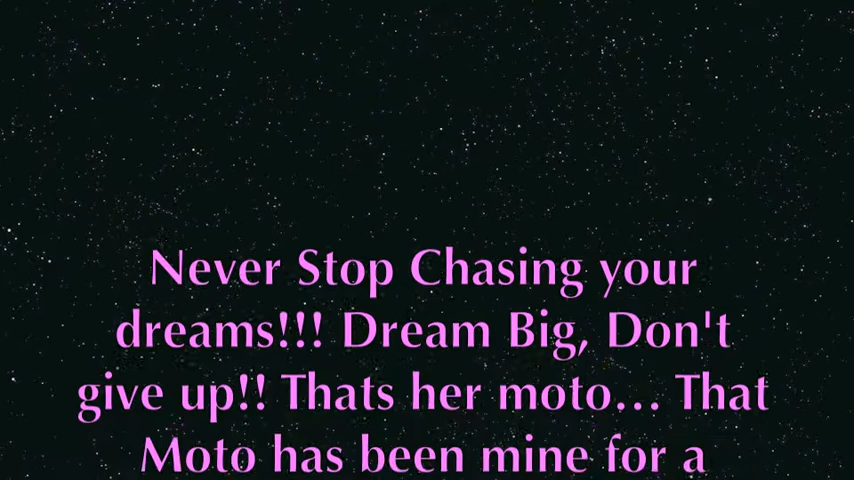 Never Stop Chasing your
dreams!!! Dream Big, Don't
give up!! Thats her moto... That
Moto has been mine for a